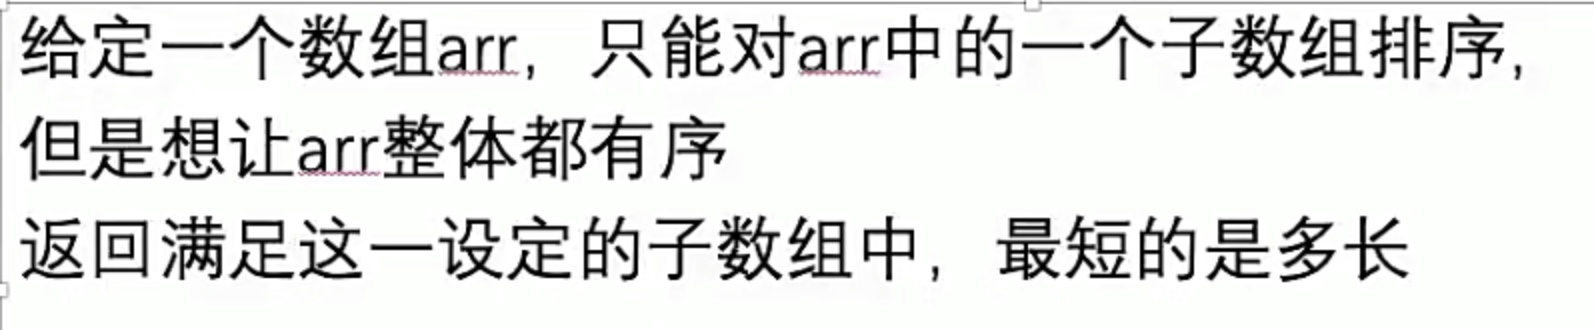 给定一个数组arr，只能对arr中的一个子数组排序，
但是想让arr整体都有序
返回满足这一设定的子数组中，最短的是多长